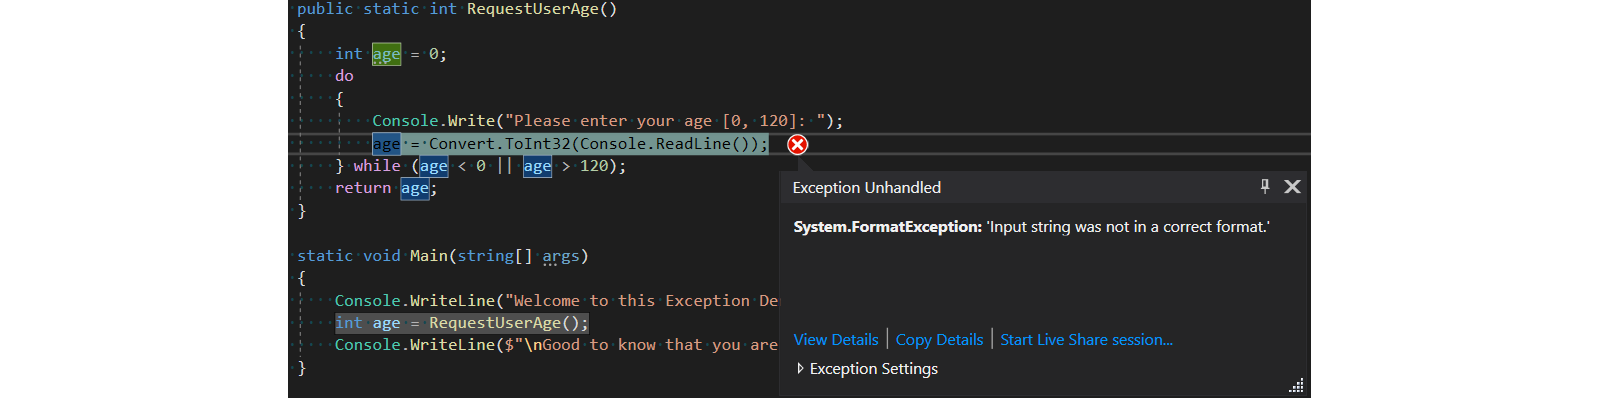 public static int RequestUserAge()
{
int age = 0;
do
{
Console.Write("Please enter your age [0, 120]: ");
age = Convert.ToInt32(Console.ReadLine());
} while (age < 0 || age > 120);
return age;
}
static void Main(string[] args)
{
Console.WriteLine("Welcome to this Exception De
int age = RequestUserAge();
Console.WriteLine($"\nGood to know that you are
}
Exception Unhandled
System.FormatException: 'Input string was not in a correct format.'
View Details | Copy Details | Start Live Share session...
Exception Settings